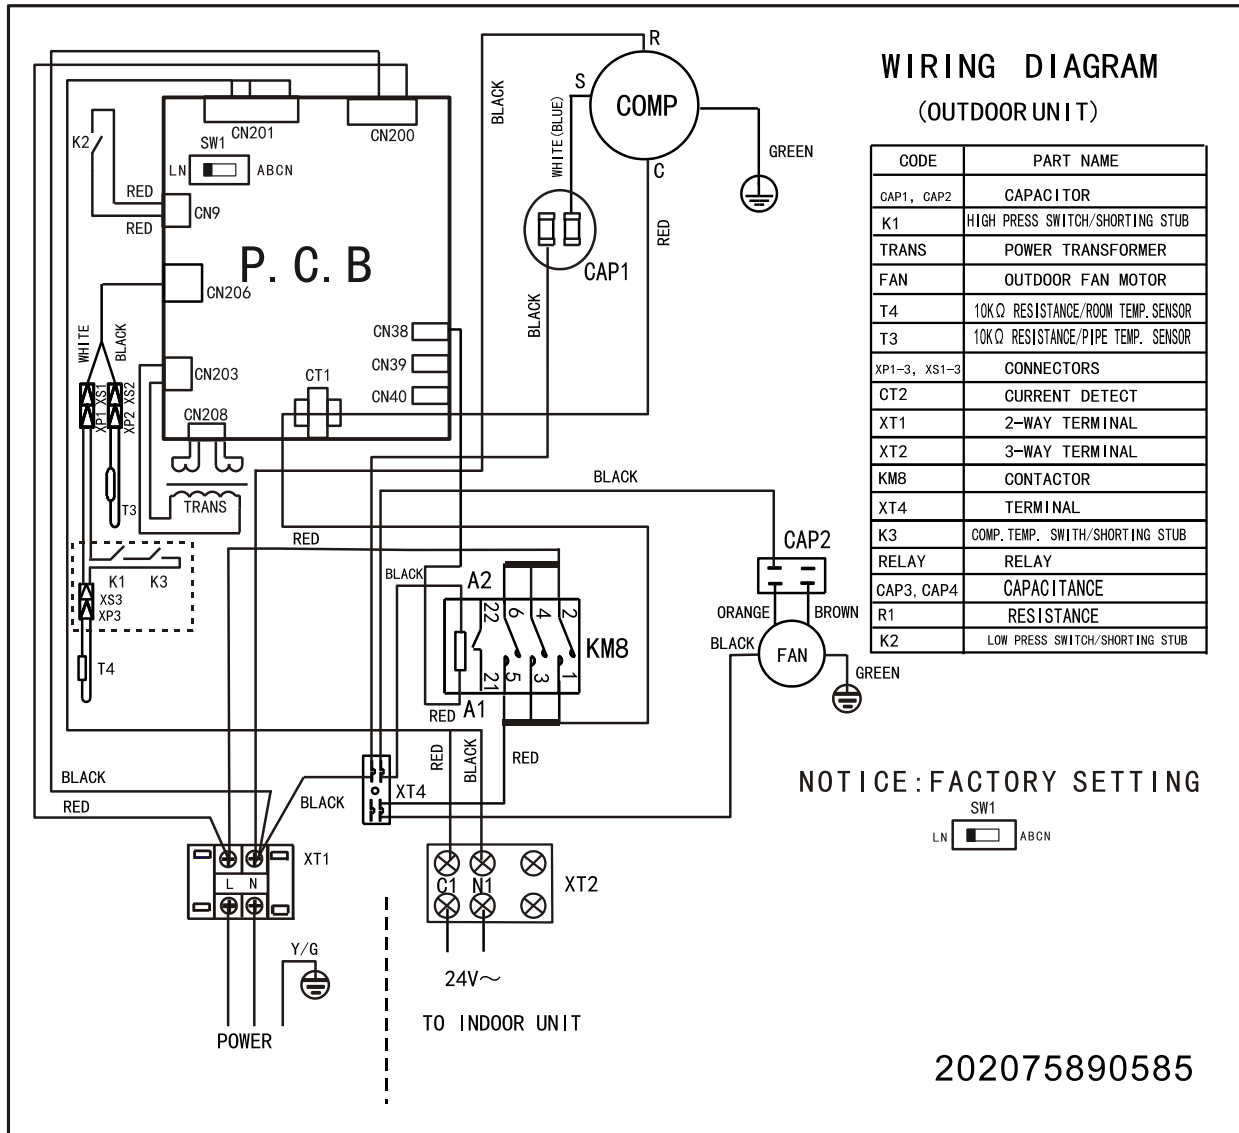 WIRING DIAGRAM
(OUTDOOR UNIT)
CODE PART NAME
CAP1, CAP2 CAPACITOR
K1 HIGH PRESS SWITCH/SHORTING STUB
TRANS POWER TRANSFORMER
FAN OUTDOOR FAN MOTOR
T4 10KΩ RESISTANCE/ROOM TEMP. SENSOR
T3 10KΩ RESISTANCE/PIPE TEMP. SENSOR
XP1-3, XS1-3 CONNECTORS
CT2 CURRENT DETECT
XT1 2-WAY TERMINAL
XT2 3-WAY TERMINAL
KM8 CONTACTOR
XT4 TERMINAL
K3 COMP. TEMP. SWITH/SHORTING STUB
RELAY RELAY
CAP3, CAP4 CAPACITANCE
R1 RESISTANCE
K2 LOW PRESS SWITCH/SHORTING STUB
R
S
COMP
C
BLACK
WHITE(BLUE)
GREEN
RED
CAP1
BLACK
CN201
CN200
SW1
LN
ABCN
K2
RED
RED
CN9
P.C.B
CN206
WHITE
BLACK
CN38
CN39
CN40
CN203
CT1
CN208
XP1 XS1
XP2 XS2
TRANS
T3
K1
K3
XS3
XP3
T4
BLACK
RED
BLACK
CAP2
ORANGE
BROWN
BLACK
FAN
GREEN
A2
22
6
4
2
KM8
21
5
3
1
RED
A1
RED
BLACK
RED
BLACK
RED
BLACK
XT4
XT1
L N
Y/G
POWER
C1 N1
XT2
24V～
TO INDOOR UNIT
NOTICE:FACTORY SETTING
SW1
LN
ABCN
202075890585